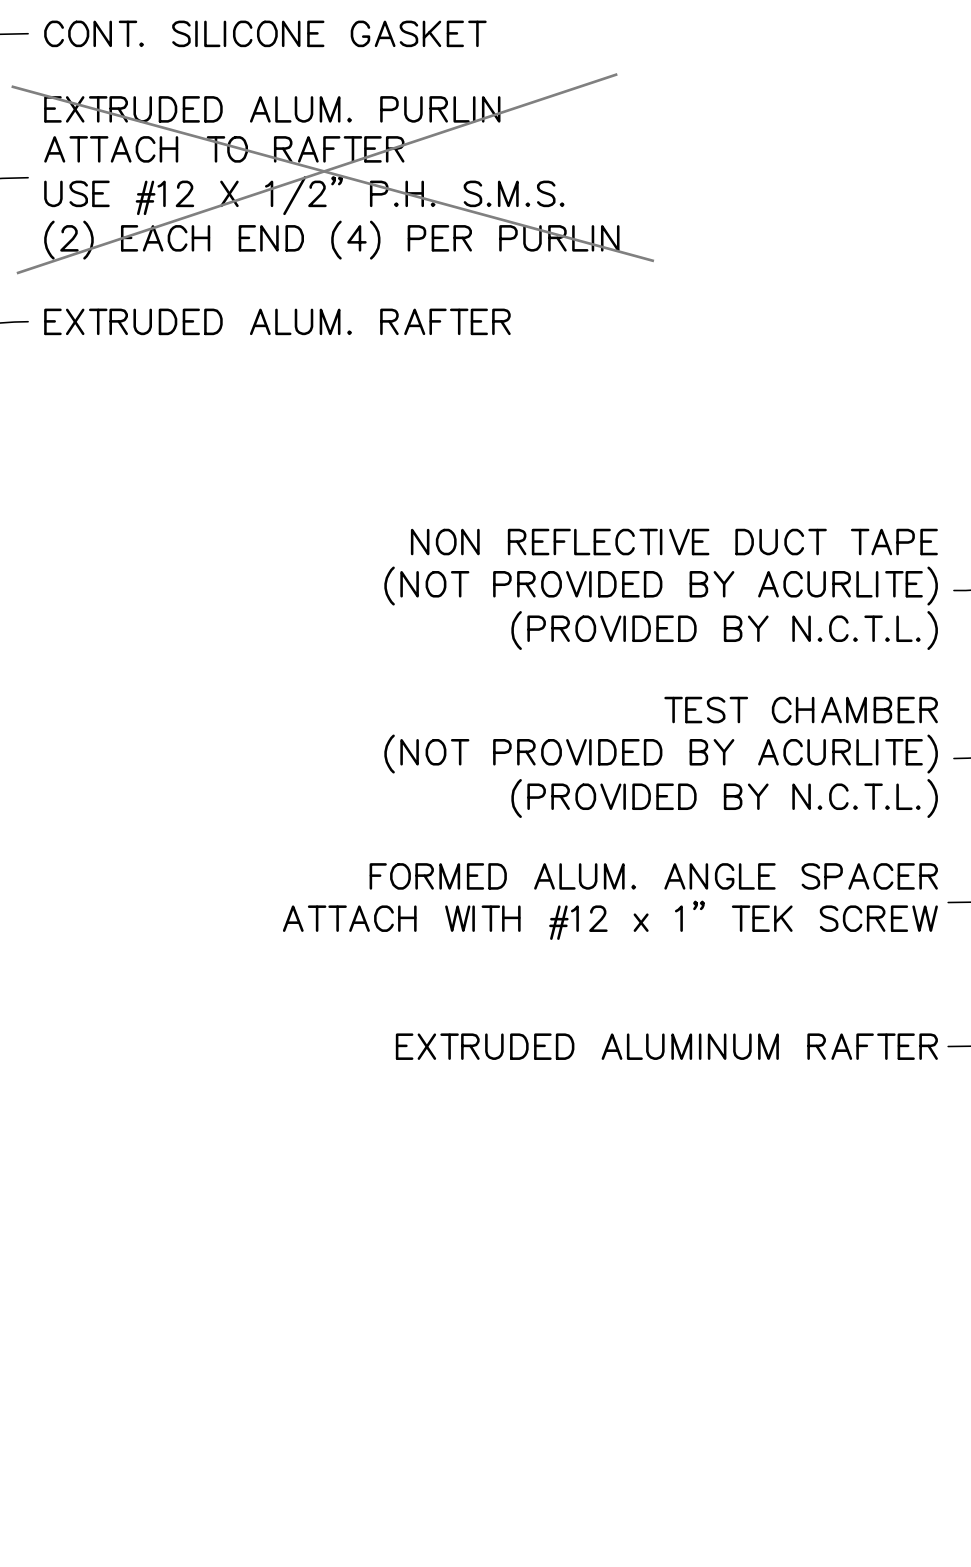 CONT. SILICONE GASKET
EXTRUDED ALUM. PURLIN
ATTACH TO RAFTER
USE #12 X 1/2” P.H. S.M.S.
(2) EACH END (4) PER PURLIN
EXTRUDED ALUM. RAFTER
NON REFLECTIVE DUCT TAPE
(NOT PROVIDED BY ACURLITE)
(PROVIDED BY N.C.T.L.)
TEST CHAMBER
(NOT PROVIDED BY ACURLITE)
(PROVIDED BY N.C.T.L.)
FORMED ALUM. ANGLE SPACER
ATTACH WITH #12 x 1” TEK SCREW
EXTRUDED ALUMINUM RAFTER